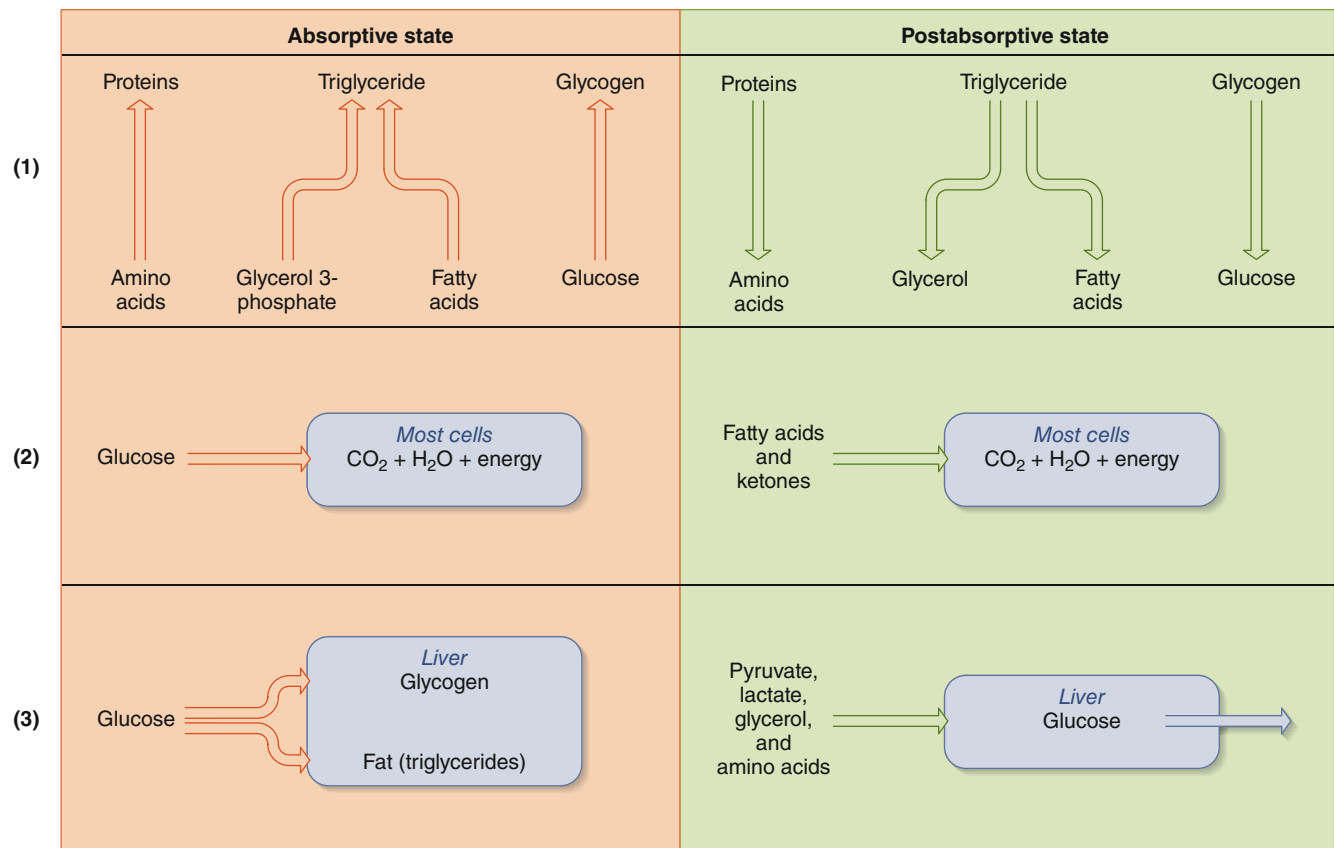 Absorptive state
Postabsorptive state
(1)
Proteins
Triglyceride
Glycogen
Amino
acids
Glycerol 3-
phosphate
Fatty
acids
Glucose
Proteins
Triglyceride
Glycogen
Amino
acids
Glycerol
Fatty
acids
Glucose
(2)
Glucose
Most cells
CO₂ + H₂O + energy
Fatty acids
and
ketones
Most cells
CO₂ + H₂O + energy
(3)
Glucose
Liver
Glycogen
Fat (triglycerides)
Pyruvate,
lactate,
glycerol,
and
amino acids
Liver
Glucose